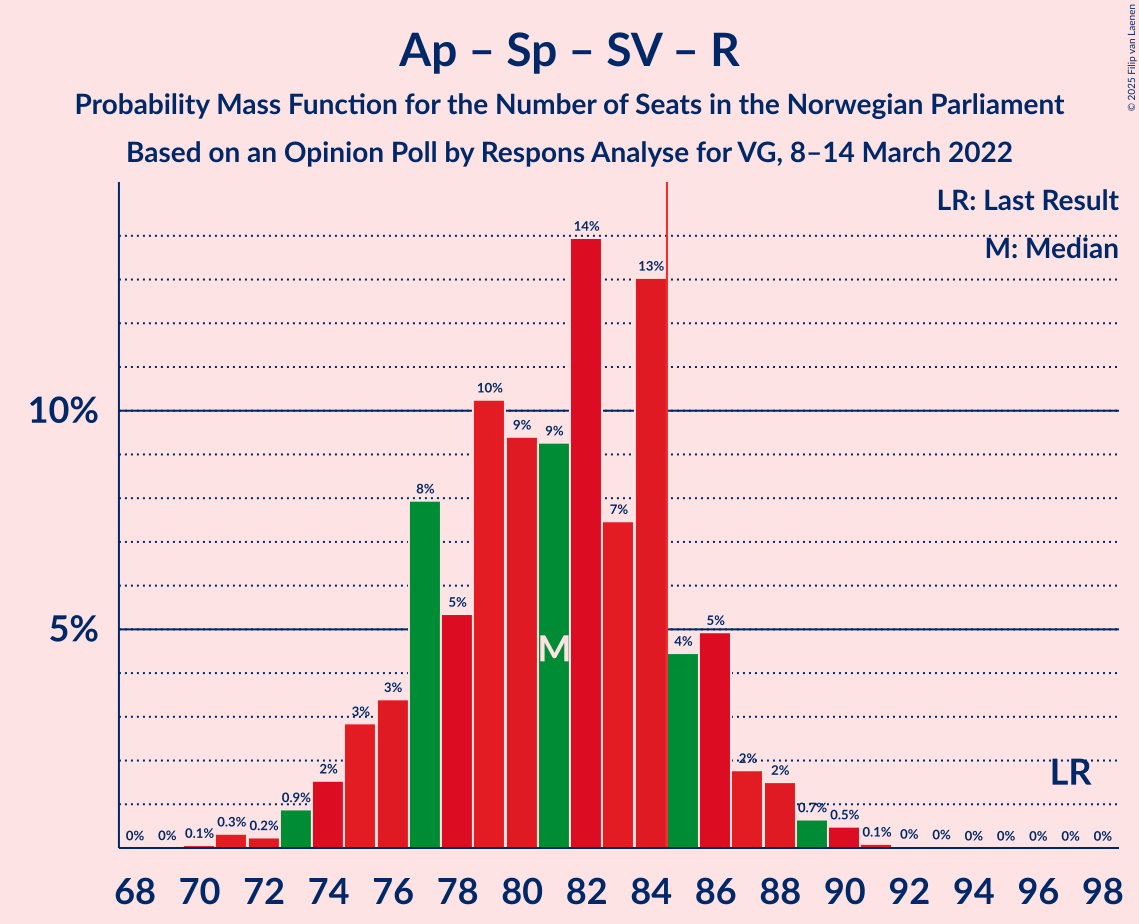 © 2025 Filip van Laenen
Ap – Sp – SV – R
Probability Mass Function for the Number of Seats in the Norwegian Parliament
Based on an Opinion Poll by Respons Analyse for VG, 8–14 March 2022
LR: Last Result
M: Median
10%
5%
0% 0% 0.1% 0.3% 0.2% 0.9% 2% 3% 3% 8% 5% 10% 9% 9% 14% 7% 13% 4% 5% 2% 2% 0.7% 0.5% 0.1% 0% 0% 0% 0% 0% 0% 0%
M
LR
68 70 72 74 76 78 80 82 84 86 88 90 92 94 96 98